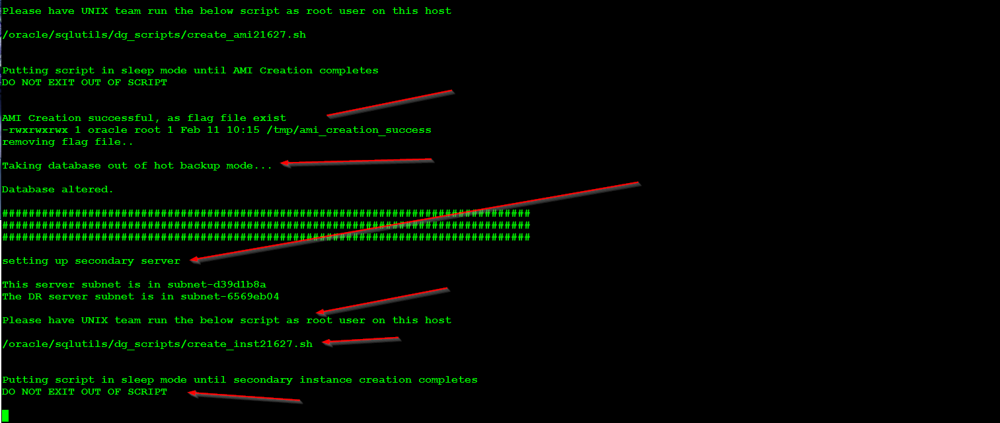 Please have UNIX team run the below script as root user on this host
/oracle/sqlutils/dg_scripts/create_ami21627.sh
Putting script in sleep mode until AMI Creation completes
DO NOT EXIT OUT OF SCRIPT
AMI Creation successful, as flag file exist
-rwxrwxrwx 1 oracle root 1 Feb 11 10:15 /tmp/ami_creation_success
removing flag file..
Taking database out of hot backup mode...
Database altered.
################################################################################
################################################################################
################################################################################
setting up secondary server
This server subnet is in subnet-d39d1b8a
The DR server subnet is in subnet-6569eb04
Please have UNIX team run the below script as root user on this host
/oracle/sqlutils/dg_scripts/create_inst21627.sh
Putting script in sleep mode until secondary instance creation completes
DO NOT EXIT OUT OF SCRIPT